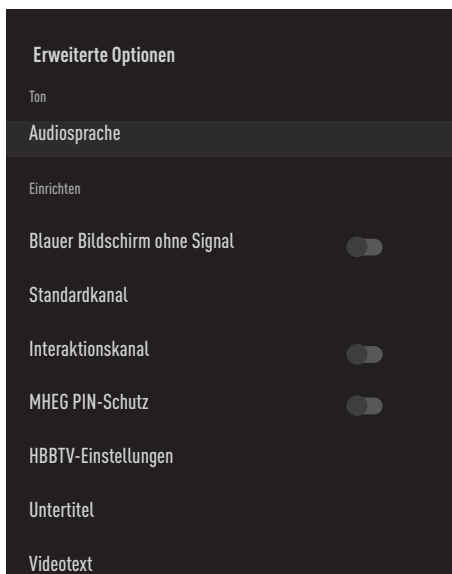 Erweiterte Optionen
Ton
Audiosprache
Einrichten
Blauer Bildschirm ohne Signal
Standardkanal
Interaktionskanal
MHEG PIN-Schutz
HBBTV-Einstellungen
Untertitel
Videotext